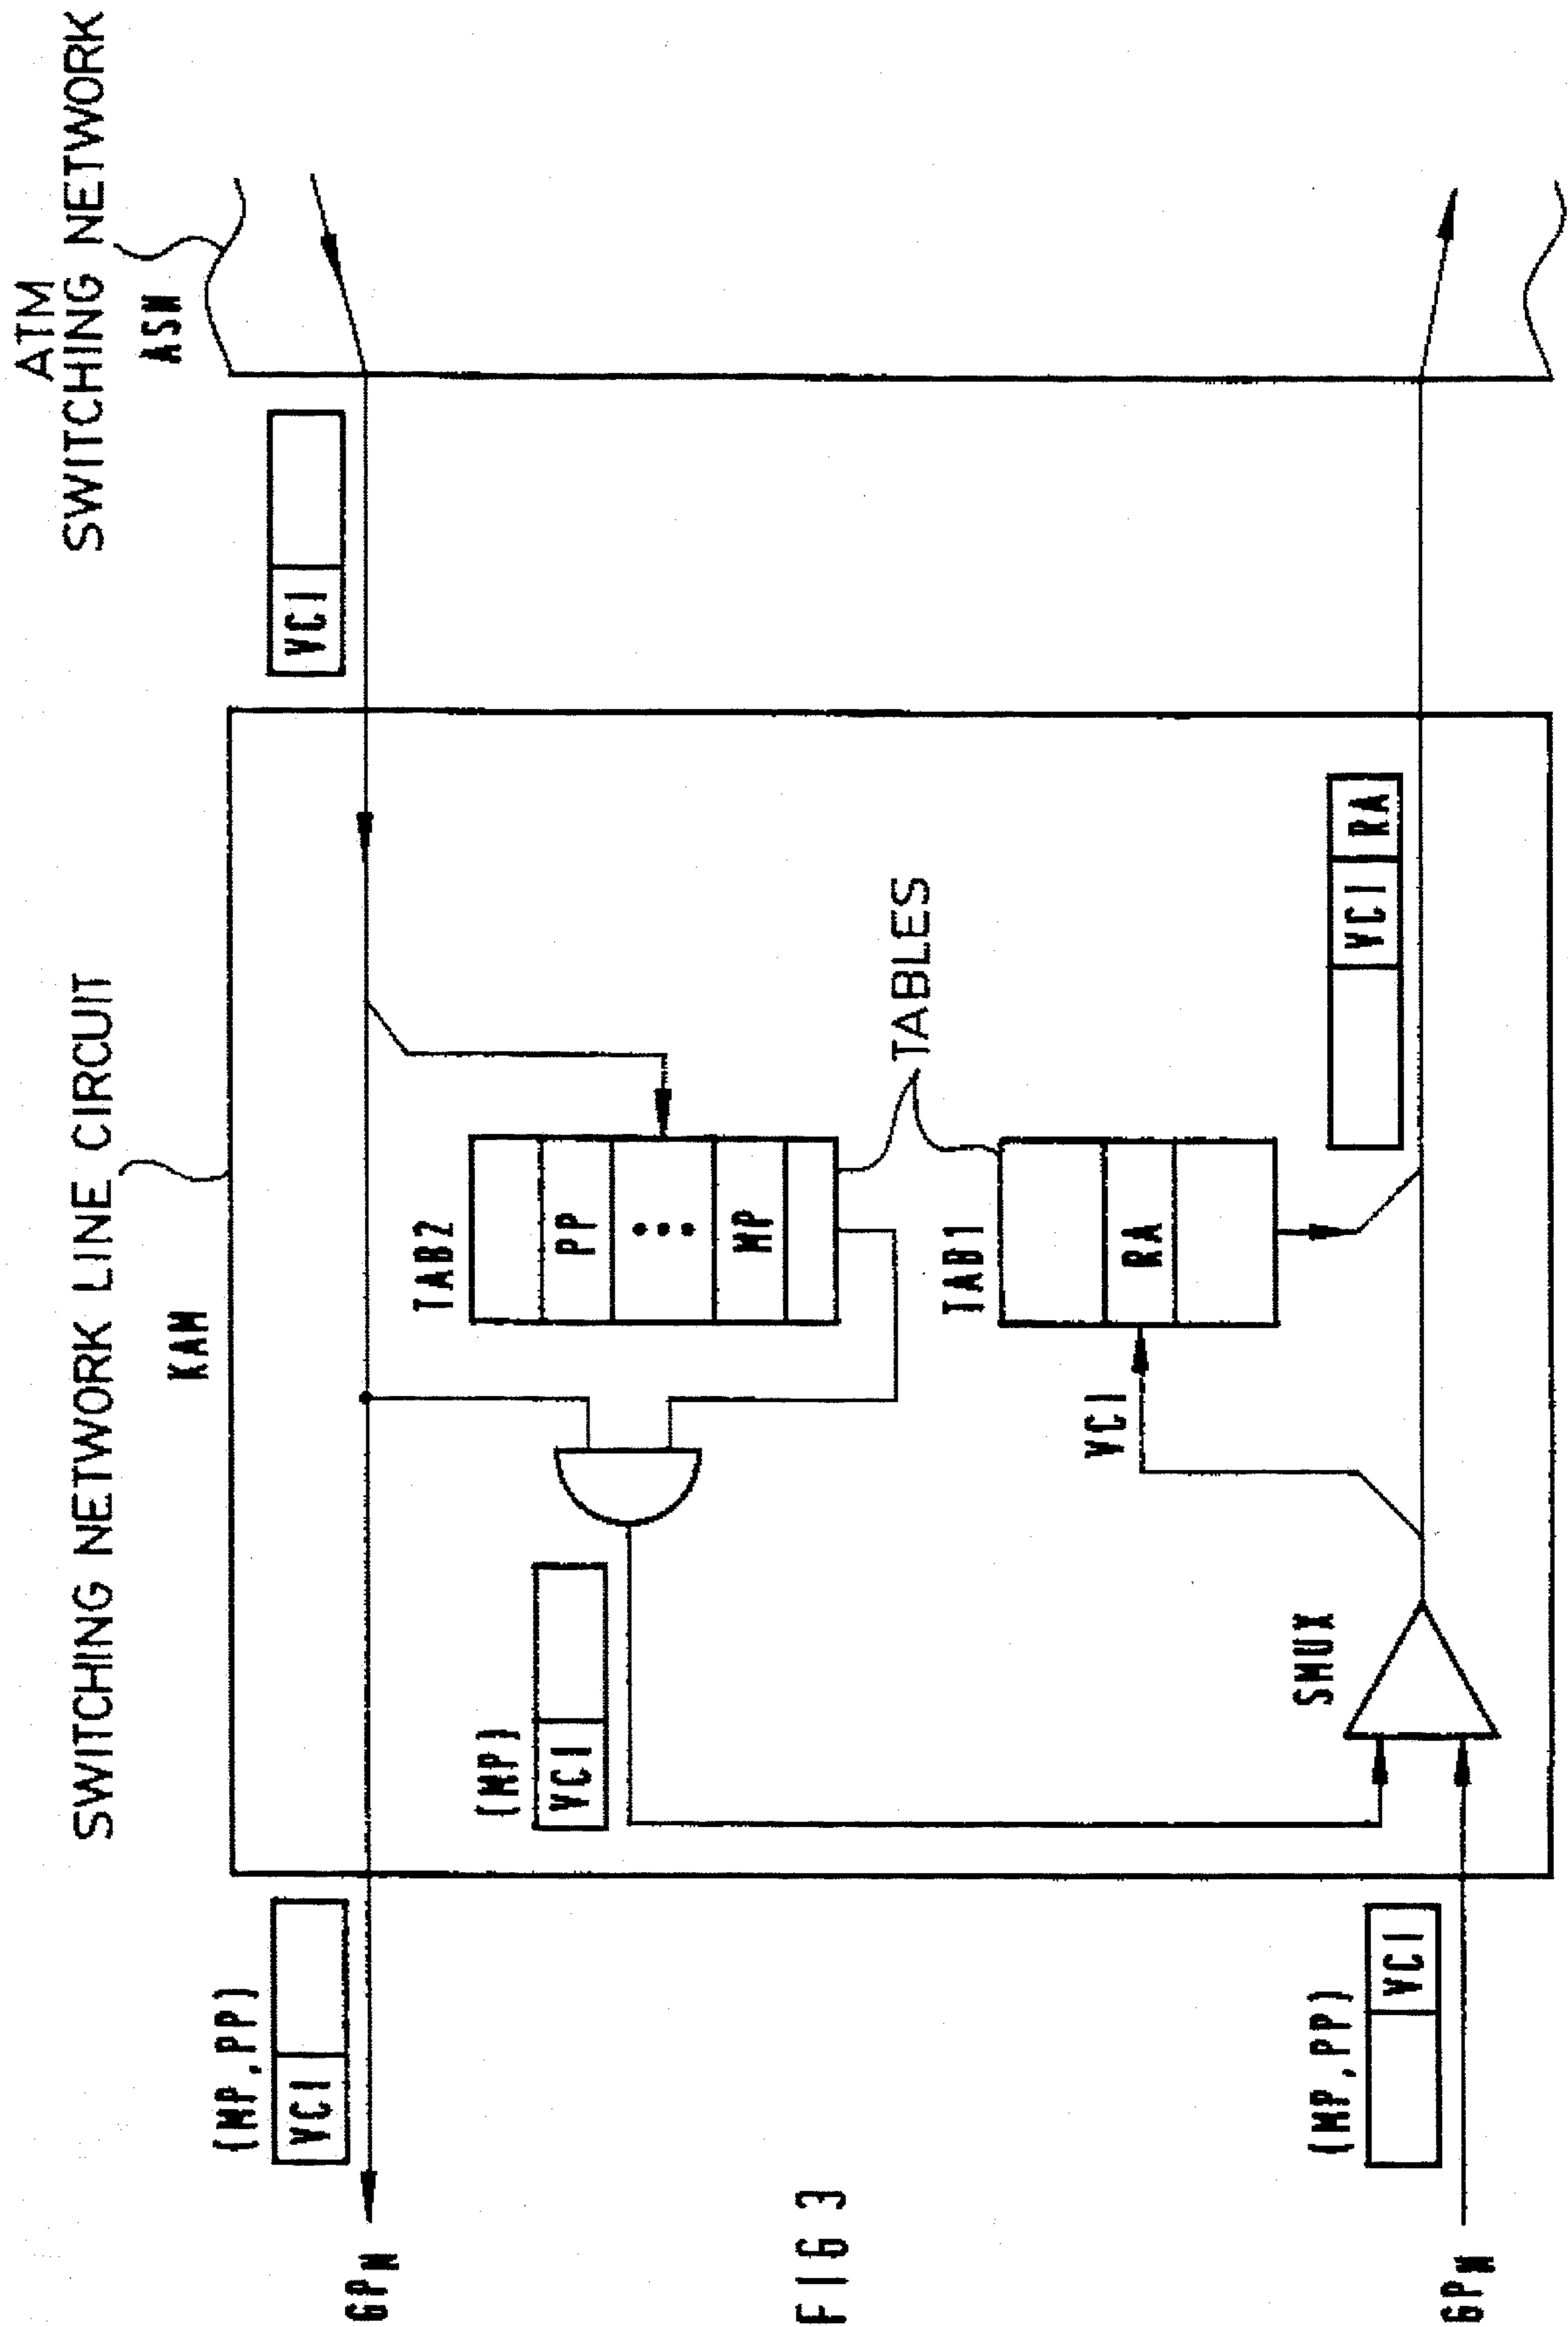 SWITCHING NETWORK LINE CIRCUIT
ATM
SWITCHING NETWORK
KAM
ASN
(MP,PP)
VCI
VCI
GPN
TAB2
PP
MP
(MP)
VCI
TABLES
FIG 3
TAB1
RA
VCI
SMUX
VCI RA
(MP,PP)
VCI
GPN